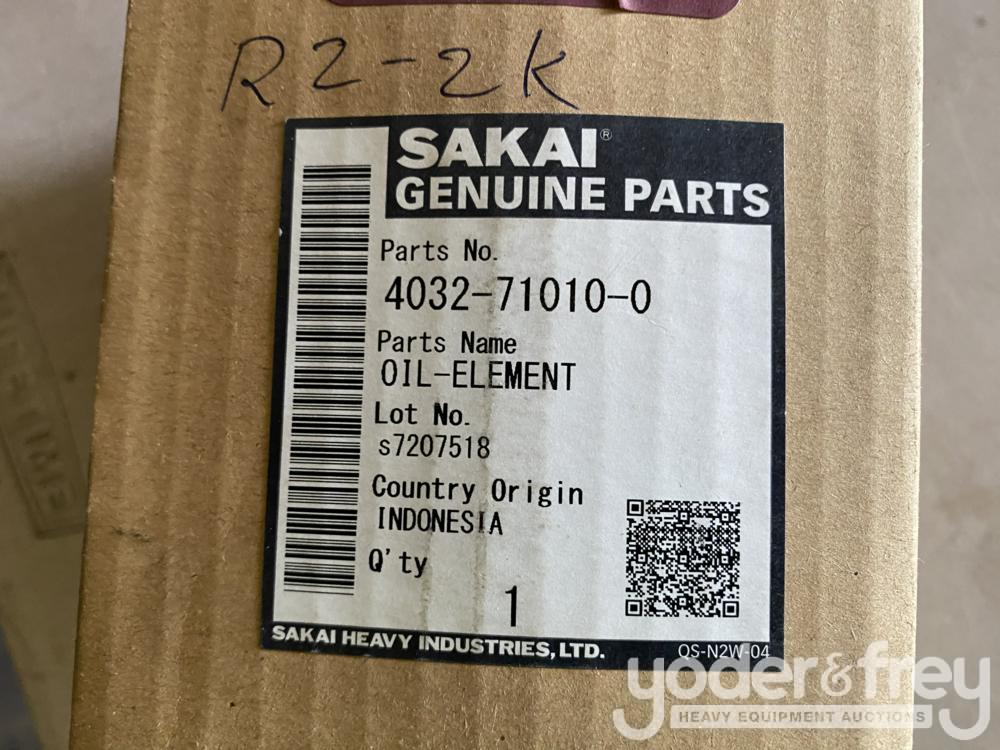 R2-2K
SAKAI®
GENUINE PARTS
Parts No.
4032-71010-0
Parts Name
OIL-ELEMENT
Lot No.
s7207518
Country Origin
INDONESIA
Q'ty
1
SAKAI HEAVY INDUSTRIES, LTD.
QS-N2W-04
yoder&frey
HEAVY EQUIPMENT AUCTIONS